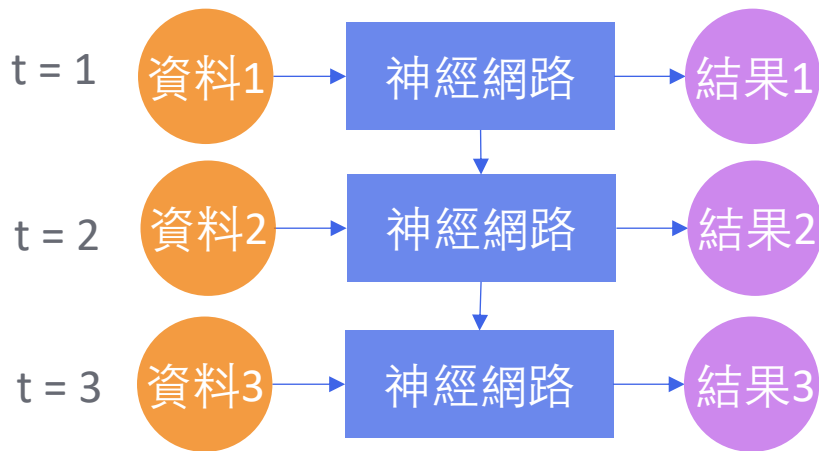 t = 1 資料1 神經網路 結果1
t = 2 資料2 神經網路 結果2
t = 3 資料3 神經網路 結果3